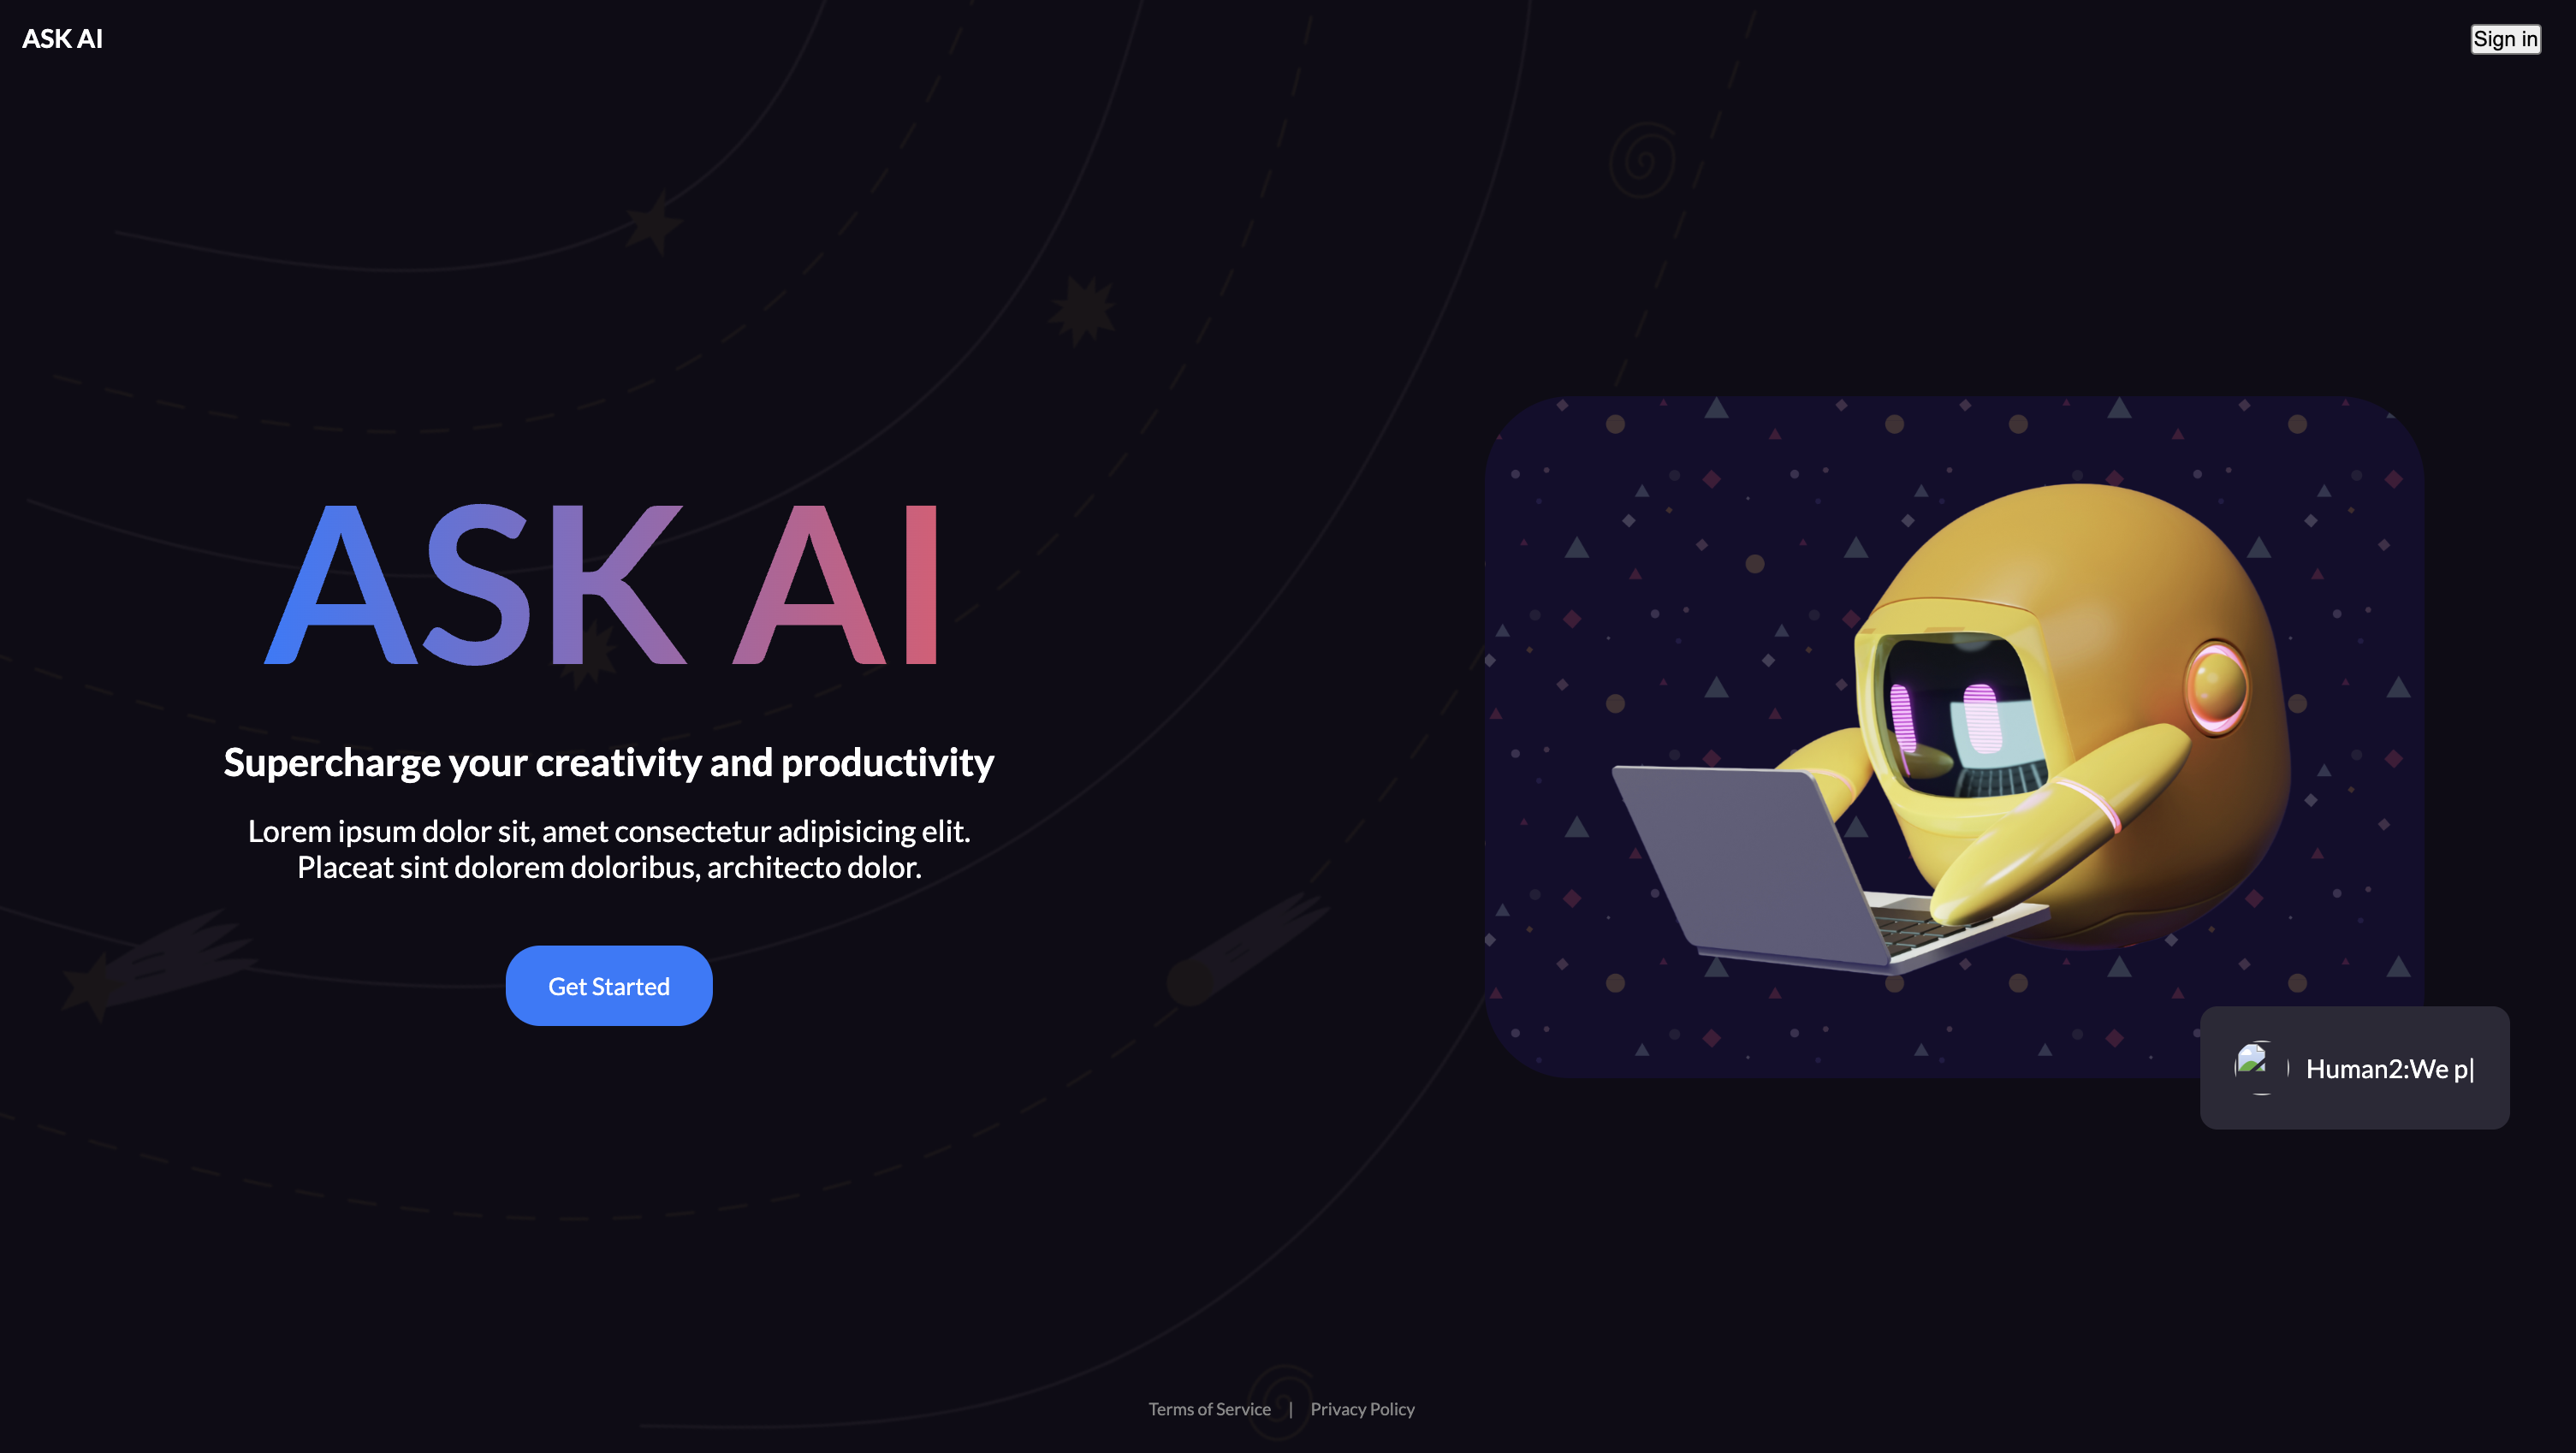 ASK AI
Sign in
ASK AI
Supercharge your creativity and productivity
Lorem ipsum dolor sit, amet consectetur adipisicing elit.
Placeat sint dolorem doloribus, architecto dolor.
Get Started
Human2:We p|
Terms of Service | Privacy Policy